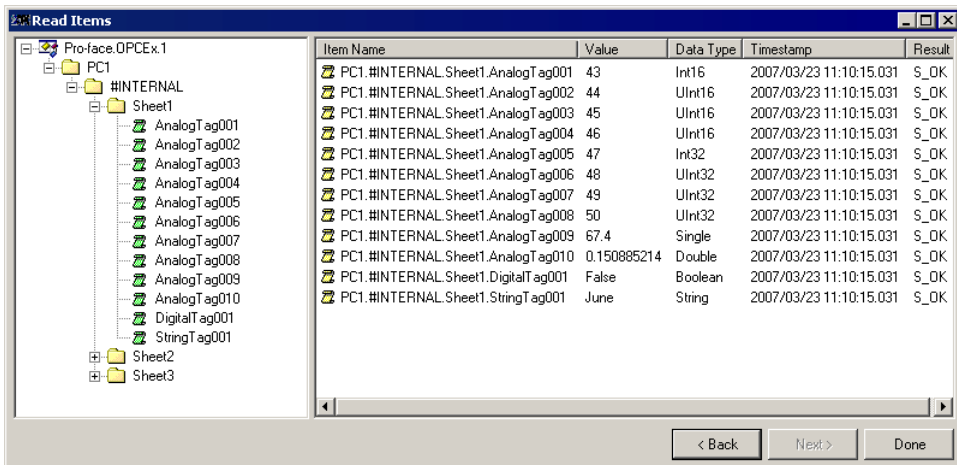 Read Items
Pro-face.OPCEx.1
PC1
#INTERNAL
Sheet1
AnalogTag001
AnalogTag002
AnalogTag003
AnalogTag004
AnalogTag005
AnalogTag006
AnalogTag007
AnalogTag008
AnalogTag009
AnalogTag010
DigitalTag001
StringTag001
Sheet2
Sheet3
Item Name Value Data Type Timestamp Result
PC1.#INTERNAL.Sheet1.AnalogTag001 43 Int16 2007/03/23 11:10:15.031 S_OK
PC1.#INTERNAL.Sheet1.AnalogTag002 44 UInt16 2007/03/23 11:10:15.031 S_OK
PC1.#INTERNAL.Sheet1.AnalogTag003 45 UInt16 2007/03/23 11:10:15.031 S_OK
PC1.#INTERNAL.Sheet1.AnalogTag004 46 UInt16 2007/03/23 11:10:15.031 S_OK
PC1.#INTERNAL.Sheet1.AnalogTag005 47 Int32 2007/03/23 11:10:15.031 S_OK
PC1.#INTERNAL.Sheet1.AnalogTag006 48 UInt32 2007/03/23 11:10:15.031 S_OK
PC1.#INTERNAL.Sheet1.AnalogTag007 49 UInt32 2007/03/23 11:10:15.031 S_OK
PC1.#INTERNAL.Sheet1.AnalogTag008 50 UInt32 2007/03/23 11:10:15.031 S_OK
PC1.#INTERNAL.Sheet1.AnalogTag009 67.4 Single 2007/03/23 11:10:15.031 S_OK
PC1.#INTERNAL.Sheet1.AnalogTag010 0.150885214 Double 2007/03/23 11:10:15.031 S_OK
PC1.#INTERNAL.Sheet1.DigitalTag001 False Boolean 2007/03/23 11:10:15.031 S_OK
PC1.#INTERNAL.Sheet1.StringTag001 June String 2007/03/23 11:10:15.031 S_OK
< Back Next > Done